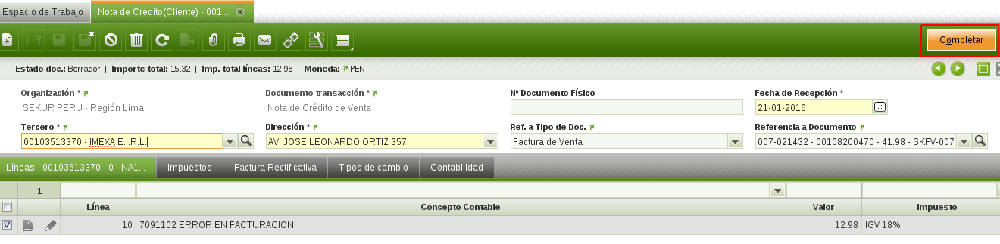 Espacio de Trabajo Nota de Crédito(Cliente) - 001... x
Completar
Estado doc.: Borrador | Importe total: 15.32 | Imp. total líneas: 12.98 | Moneda: PEN
Organización * Documento transacción * Nº Documento Físico Fecha de Recepción *
SEKUR PERU - Región Lima Nota de Crédito de Venta 21-01-2016
Tercero * Dirección * Ref. a Tipo de Doc. Referencia a Documento
00103513370 - IMEXA E.I.R.L. AV. JOSE LEONARDO ORTIZ 357 Factura de Venta 007-021432 - 00108200470 - 41.98 - SKFV-007
Líneas - 00103513370 - 0 - NA1... Impuestos Factura Rectificativa Tipos de cambio Contabilidad
1
Línea Concepto Contable Valor Impuesto
10 7091102 ERROR EN FACTURACION 12.98 IGV 18%